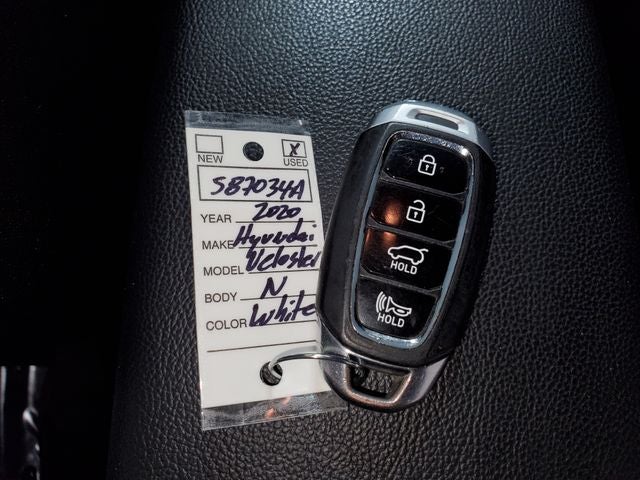 NEW X USED
S87034A
YEAR 2020
MAKE Hyundai
MODEL Veloster
BODY N
COLOR White
HOLD
HOLD